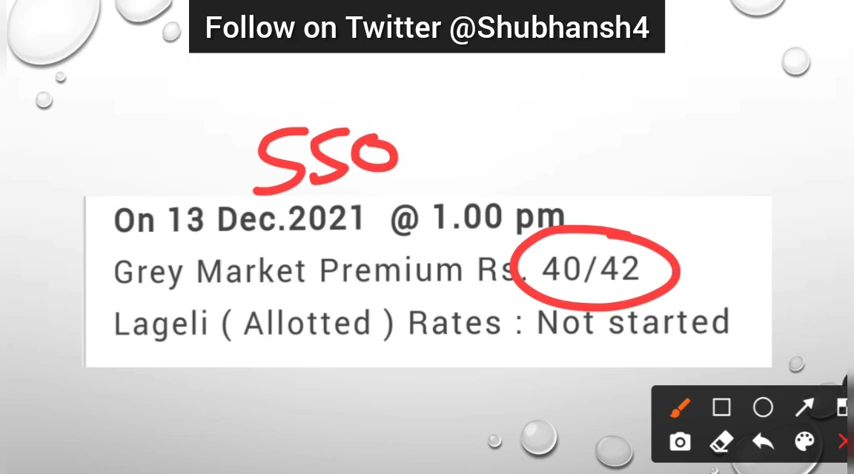 Follow on Twitter @Shubhansh4
550
On 13 Dec.2021 @ 1.00 pm
Grey Market Premium Rs. 40/42
Lageli ( Allotted ) Rates : Not started